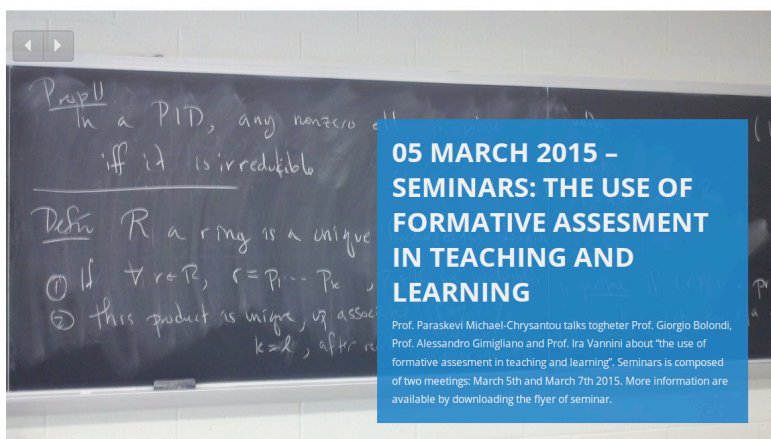 Prop 11
In a PID, any nonzero
iff it is irreducible
Defn R a ring is a unique
① If ∀ r∈R, r = p₁ ... pₖ ,
② this product is unique, up
k=l , after
05 MARCH 2015 –
SEMINARS: THE USE OF
FORMATIVE ASSESMENT
IN TEACHING AND
LEARNING
Prof. Paraskevi Michael-Chrysantou talks togheter Prof. Giorgio Bolondi,
Prof. Alessandro Gimigliano and Prof. Ira Vannini about "the use of
formative assesment in teaching and learning". Seminars is composed
of two meetings: March 5th and March 7th 2015. More information are
available by downloading the flyer of seminar.